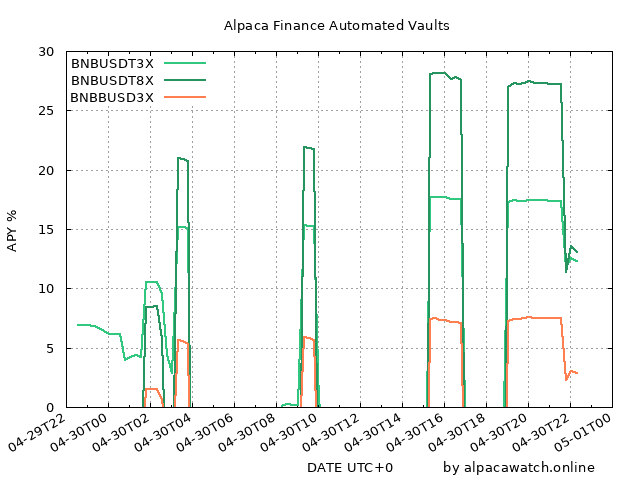 Alpaca Finance Automated Vaults
30
25
20
15
10
5
0
APY %
BNBUSDT3X
BNBUSDT8X
BNBBUSD3X
04-29T22
04-30T00
04-30T02
04-30T04
04-30T06
04-30T08
04-30T10
04-30T12
04-30T14
04-30T16
04-30T18
04-30T20
04-30T22
05-01T00
DATE UTC+0
by alpacawatch.online